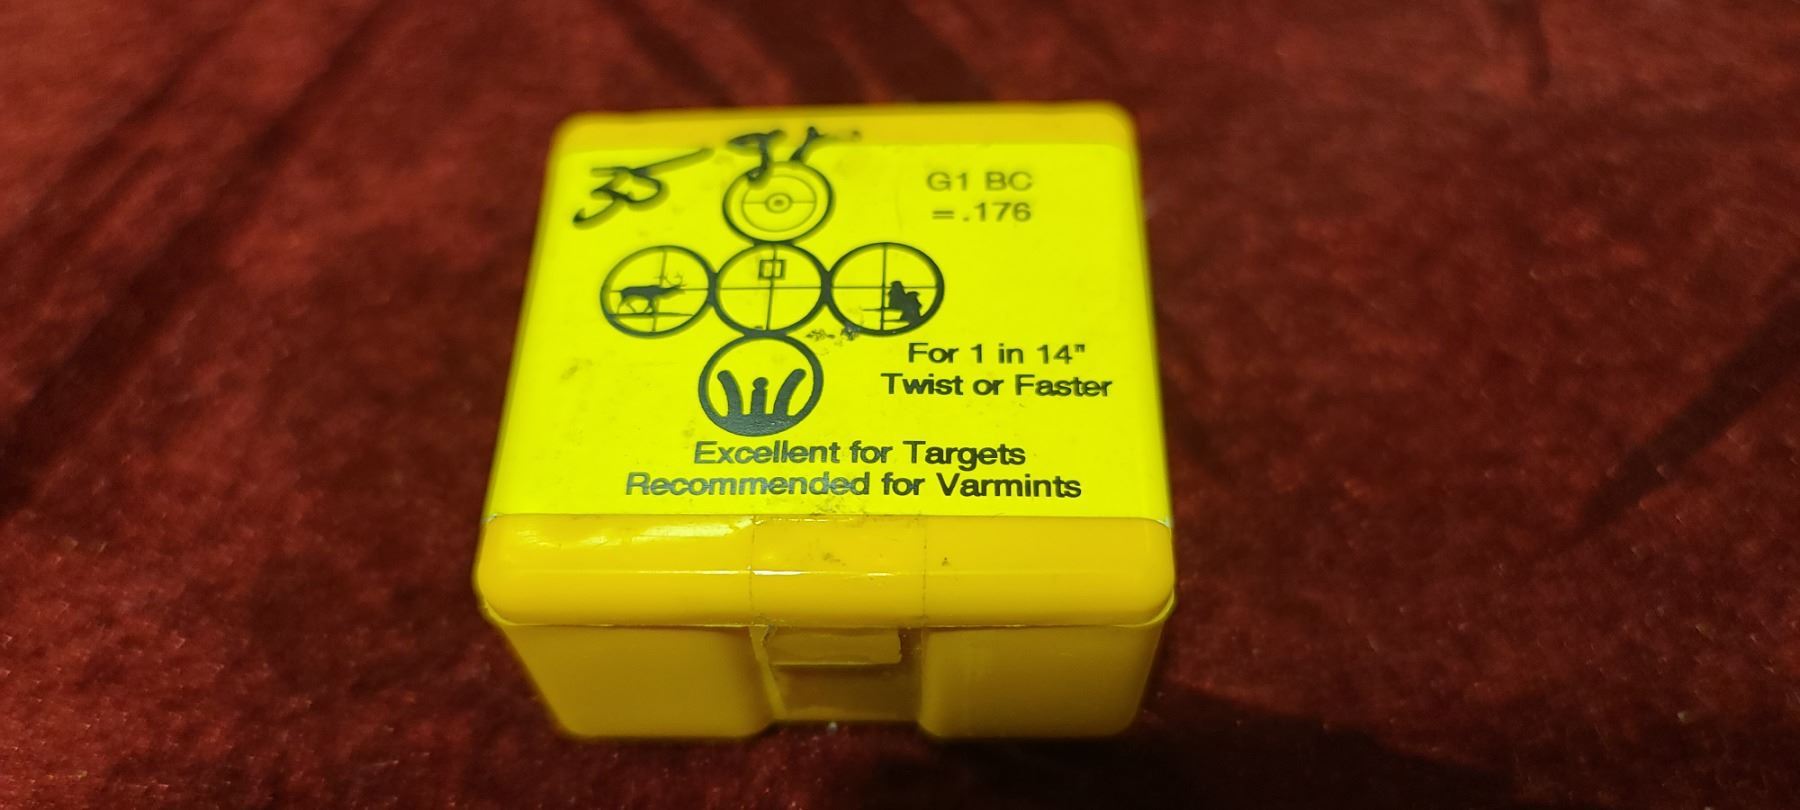 G1 BC
=.176
For 1 in 14"
Twist or Faster
Excellent for Targets
Recommended for Varmints